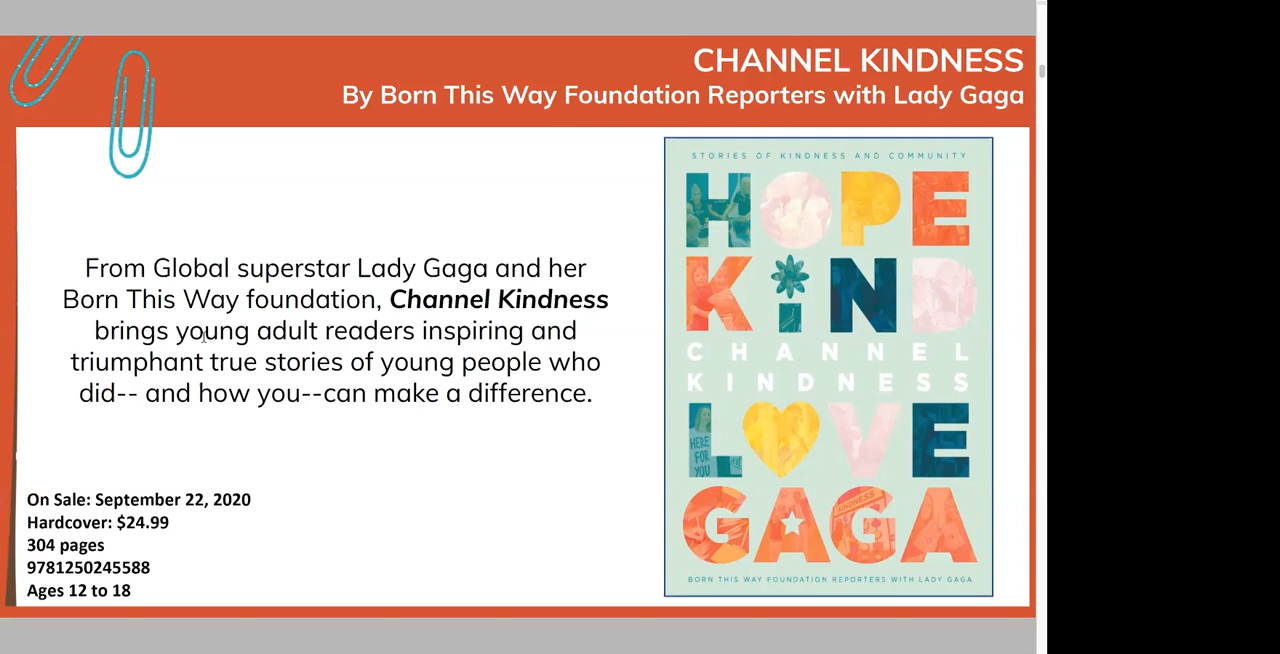 CHANNEL KINDNESS
By Born This Way Foundation Reporters with Lady Gaga
From Global superstar Lady Gaga and her
Born This Way foundation, Channel Kindness
brings young adult readers inspiring and
triumphant true stories of young people who
did-- and how you--can make a difference.
On Sale: September 22, 2020
Hardcover: $24.99
304 pages
9781250245588
Ages 12 to 18
STORIES OF KINDNESS AND COMMUNITY
HOPE
KiND
CHANNEL
KINDNESS
LOVE
HERE
FOR
YOU
GAGA
KINDNESS
BORN THIS WAY FOUNDATION REPORTERS WITH LADY GAGA